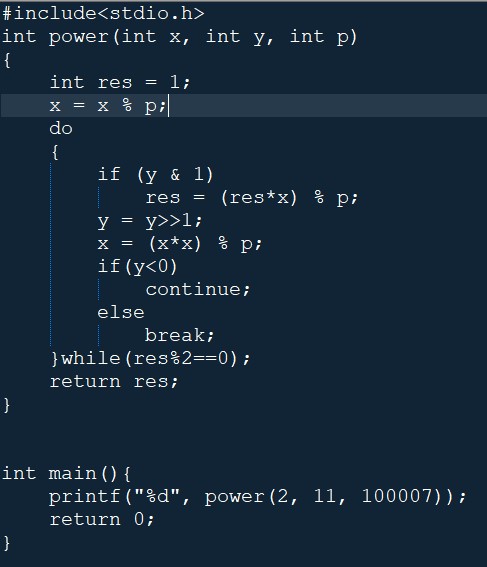 #include<stdio.h>
int power(int x, int y, int p)
{
    int res = 1;
    x = x % p;
    do
    {
        if (y & 1)
            res = (res*x) % p;
        y = y>>1;
        x = (x*x) % p;
        if(y<0)
            continue;
        else
            break;
    }while(res%2==0);
    return res;
}
int main(){
    printf("%d", power(2, 11, 100007));
    return 0;
}